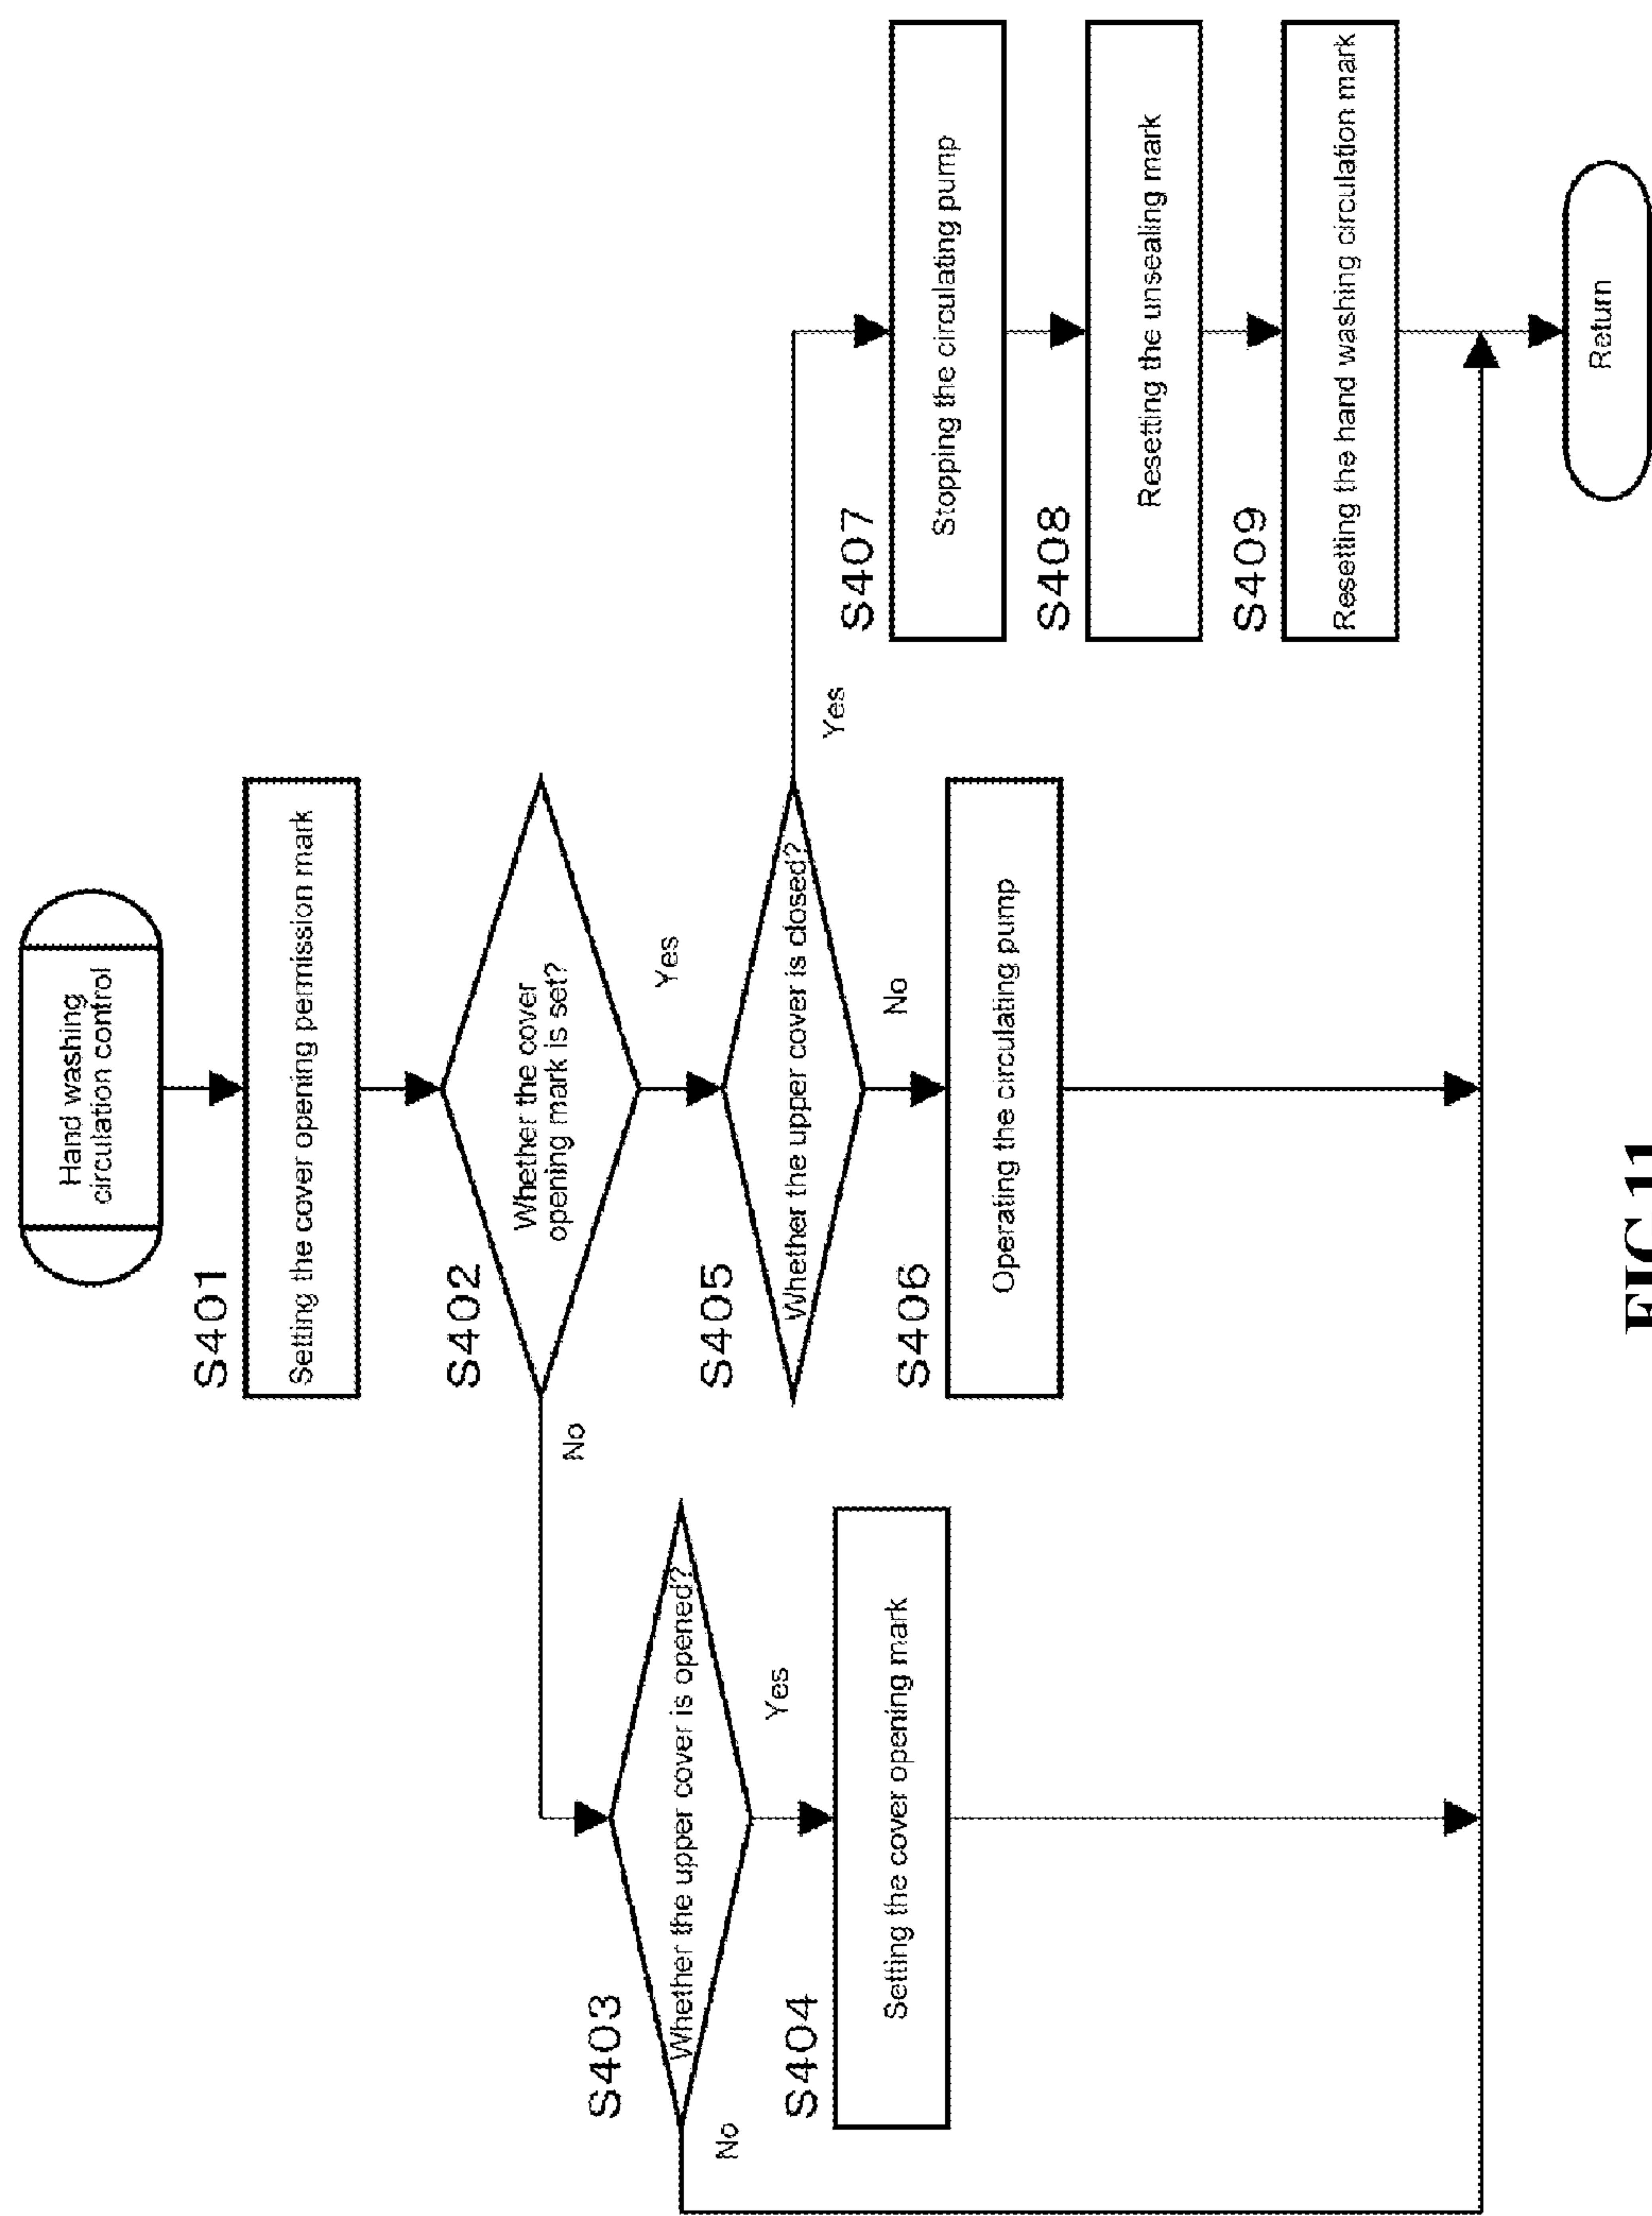 Hand washing
circulation control
S401
Setting the cover opening permission mark
S402
Whether the cover
opening mark is set?
No
Yes
S403
Whether the upper cover is opened?
No
Yes
S404
Setting the cover opening mark
S405
Whether the upper cover is closed?
Yes
No
S406
Operating the circulating pump
S407
Stopping the circulating pump
S408
Resetting the unsealing mark
S409
Resetting the hand washing circulation mark
Return
FIG.11